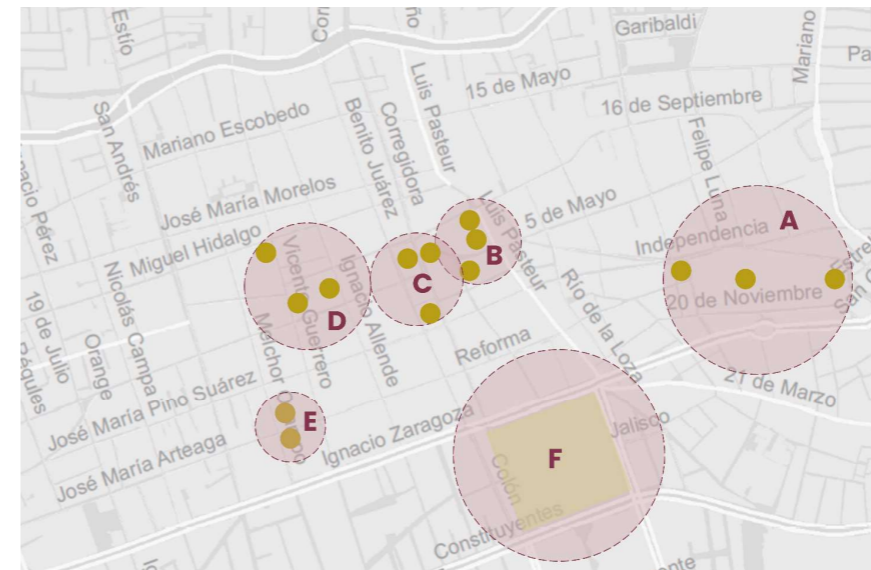 Estío
Garibaldi
Mariano
Luis Pasteur
15 de Mayo
16 de Septiembre
San Andrés
Mariano Escobedo
Benito Juárez
Corregidora
Felipe Luna
José María Morelos
Luis Pasteur
5 de Mayo
A
Miguel Hidalgo
Independencia
B
C
Vicente Guerrero
Ignacio Allende
D
Nicolás Campa
19 de Julio
20 de Noviembre
Río de la Loza
Orange
Reforma
21 de Marzo
José María Pino Suárez
E
Ignacio Zaragoza
Jalisco
F
Colón
José María Arteaga
Constituyentes